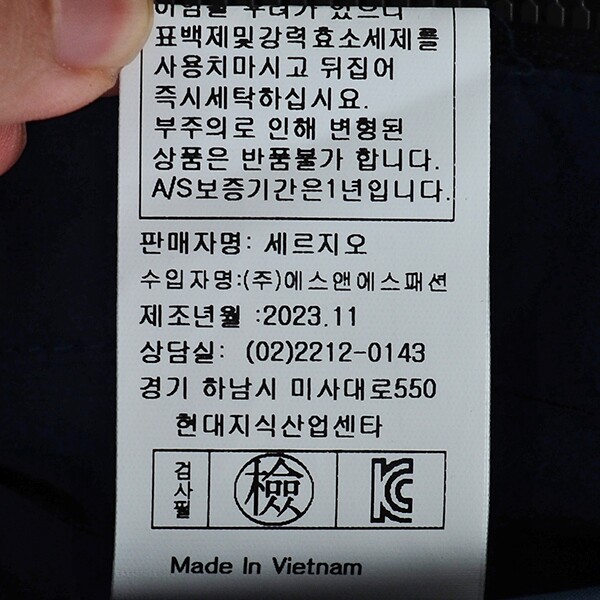 표백제및강력효소세제를
사용치마시고 뒤집어
즉시세탁하십시요.
부주의로 인해 변형된
상품은 반품불가 합니다.
A/S보증기간은1년입니다.
판매자명: 세르지오
수입자명:(주)에스앤에스패션
제조년월 :2023.11
상담실: (02)2212-0143
경기 하남시 미사대로550
현대지식산업센타
검사필 檢 KC
Made In Vietnam